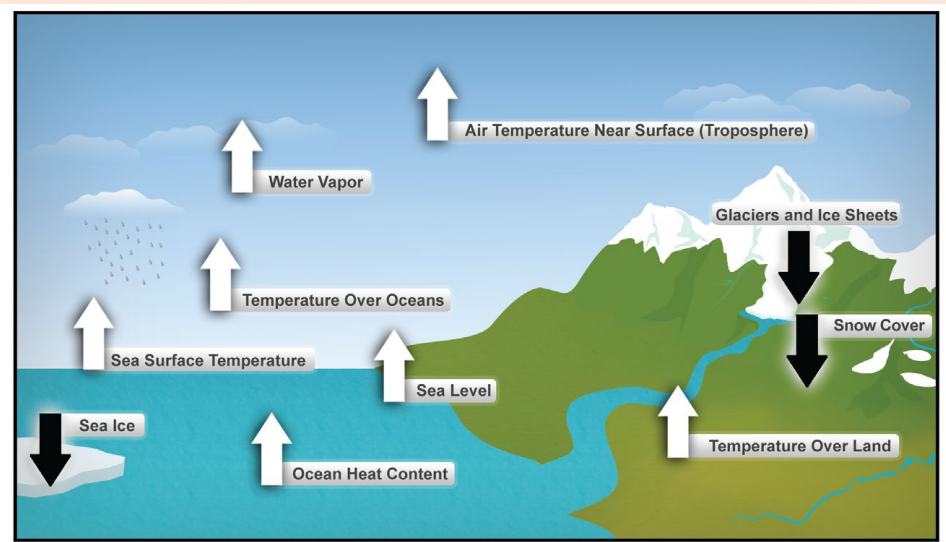 Air Temperature Near Surface (Troposphere)
Water Vapor
Glaciers and Ice Sheets
Temperature Over Oceans
Snow Cover
Sea Surface Temperature
Sea Level
Sea Ice
Temperature Over Land
Ocean Heat Content